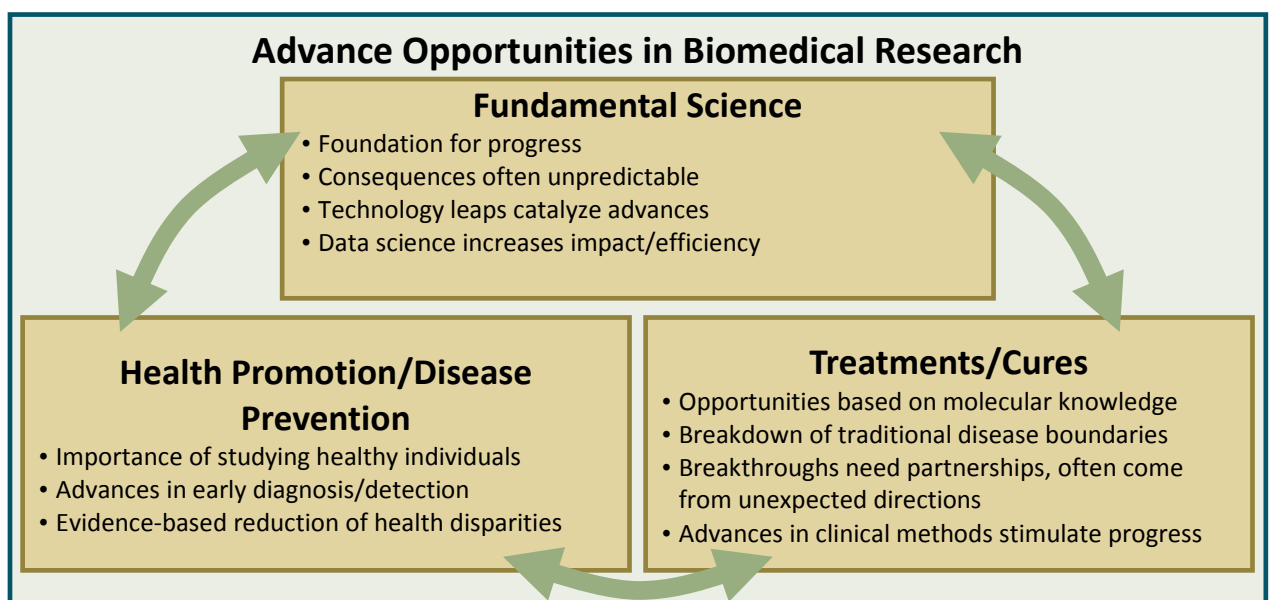 Advance Opportunities in Biomedical Research
Fundamental Science
• Foundation for progress
• Consequences often unpredictable
• Technology leaps catalyze advances
• Data science increases impact/efficiency
Health Promotion/Disease
Prevention
• Importance of studying healthy individuals
• Advances in early diagnosis/detection
• Evidence-based reduction of health disparities
Treatments/Cures
• Opportunities based on molecular knowledge
• Breakdown of traditional disease boundaries
• Breakthroughs need partnerships, often come
from unexpected directions
• Advances in clinical methods stimulate progress